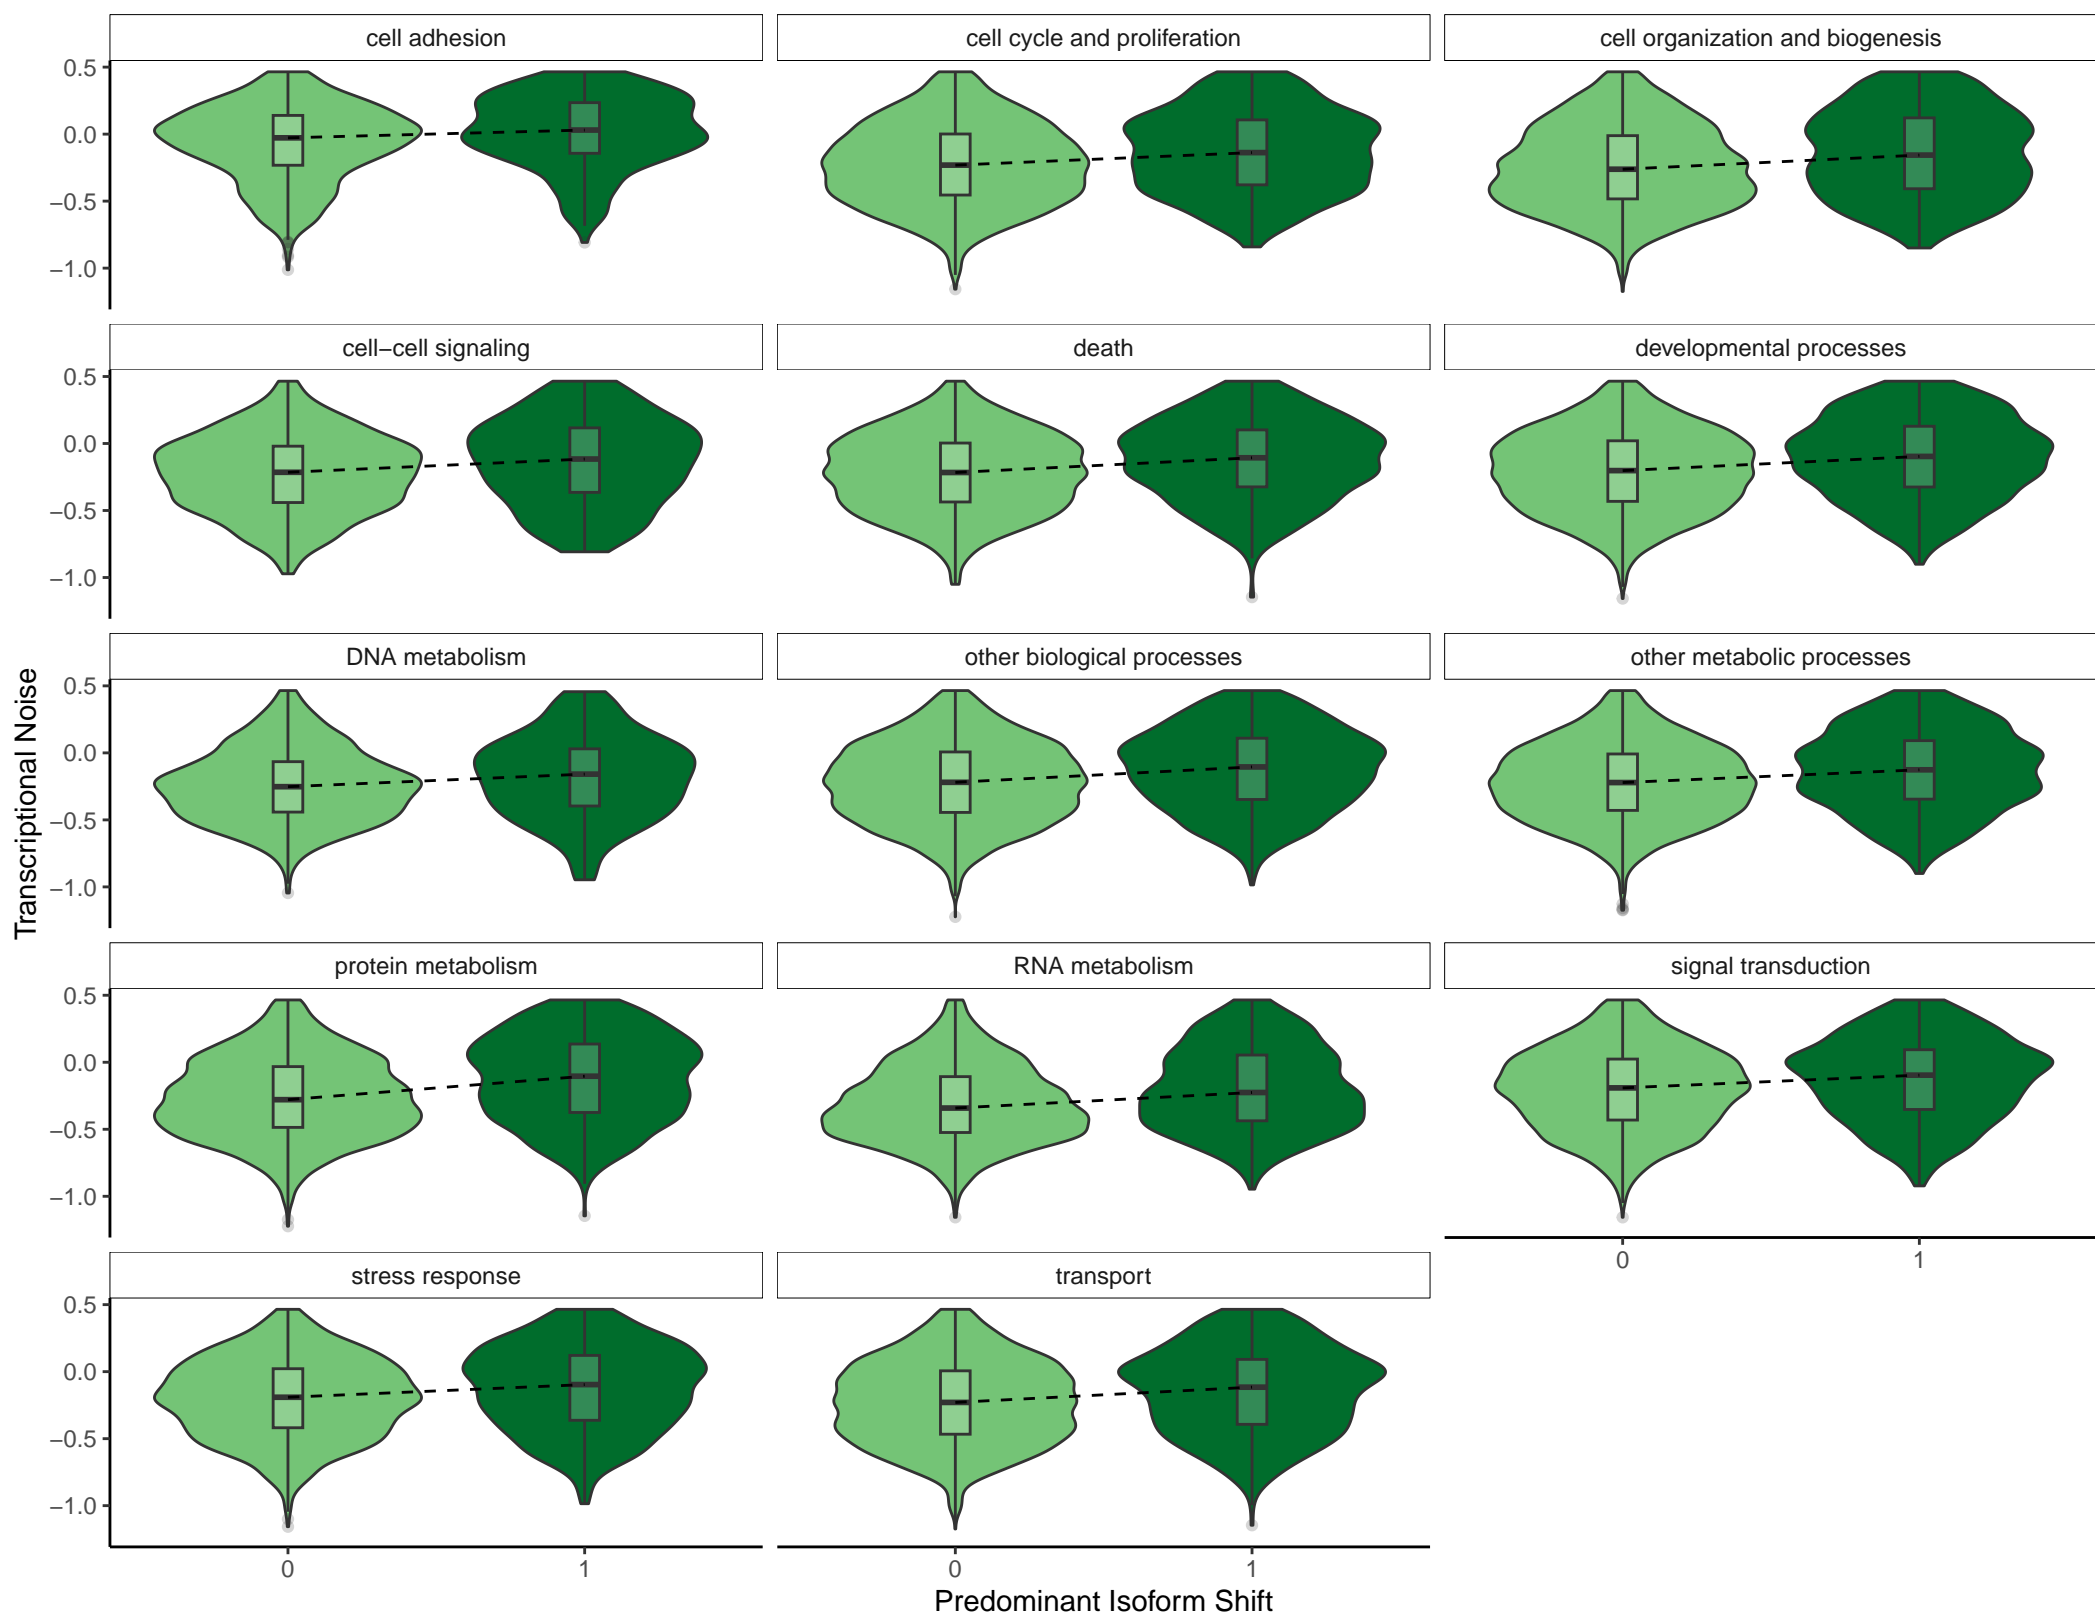 cell adhesion
cell cycle and proliferation
cell organization and biogenesis
0.5
0.0
−0.5
−1.0
cell−cell signaling
death
developmental processes
0.5
0.0
−0.5
−1.0
DNA metabolism
other biological processes
other metabolic processes
0.5
0.0
−0.5
−1.0
Transcriptional Noise
protein metabolism
RNA metabolism
signal transduction
0.5
0.0
−0.5
−1.0
0 1
stress response
transport
0.5
0.0
−0.5
−1.0
0 1
0 1
Predominant Isoform Shift